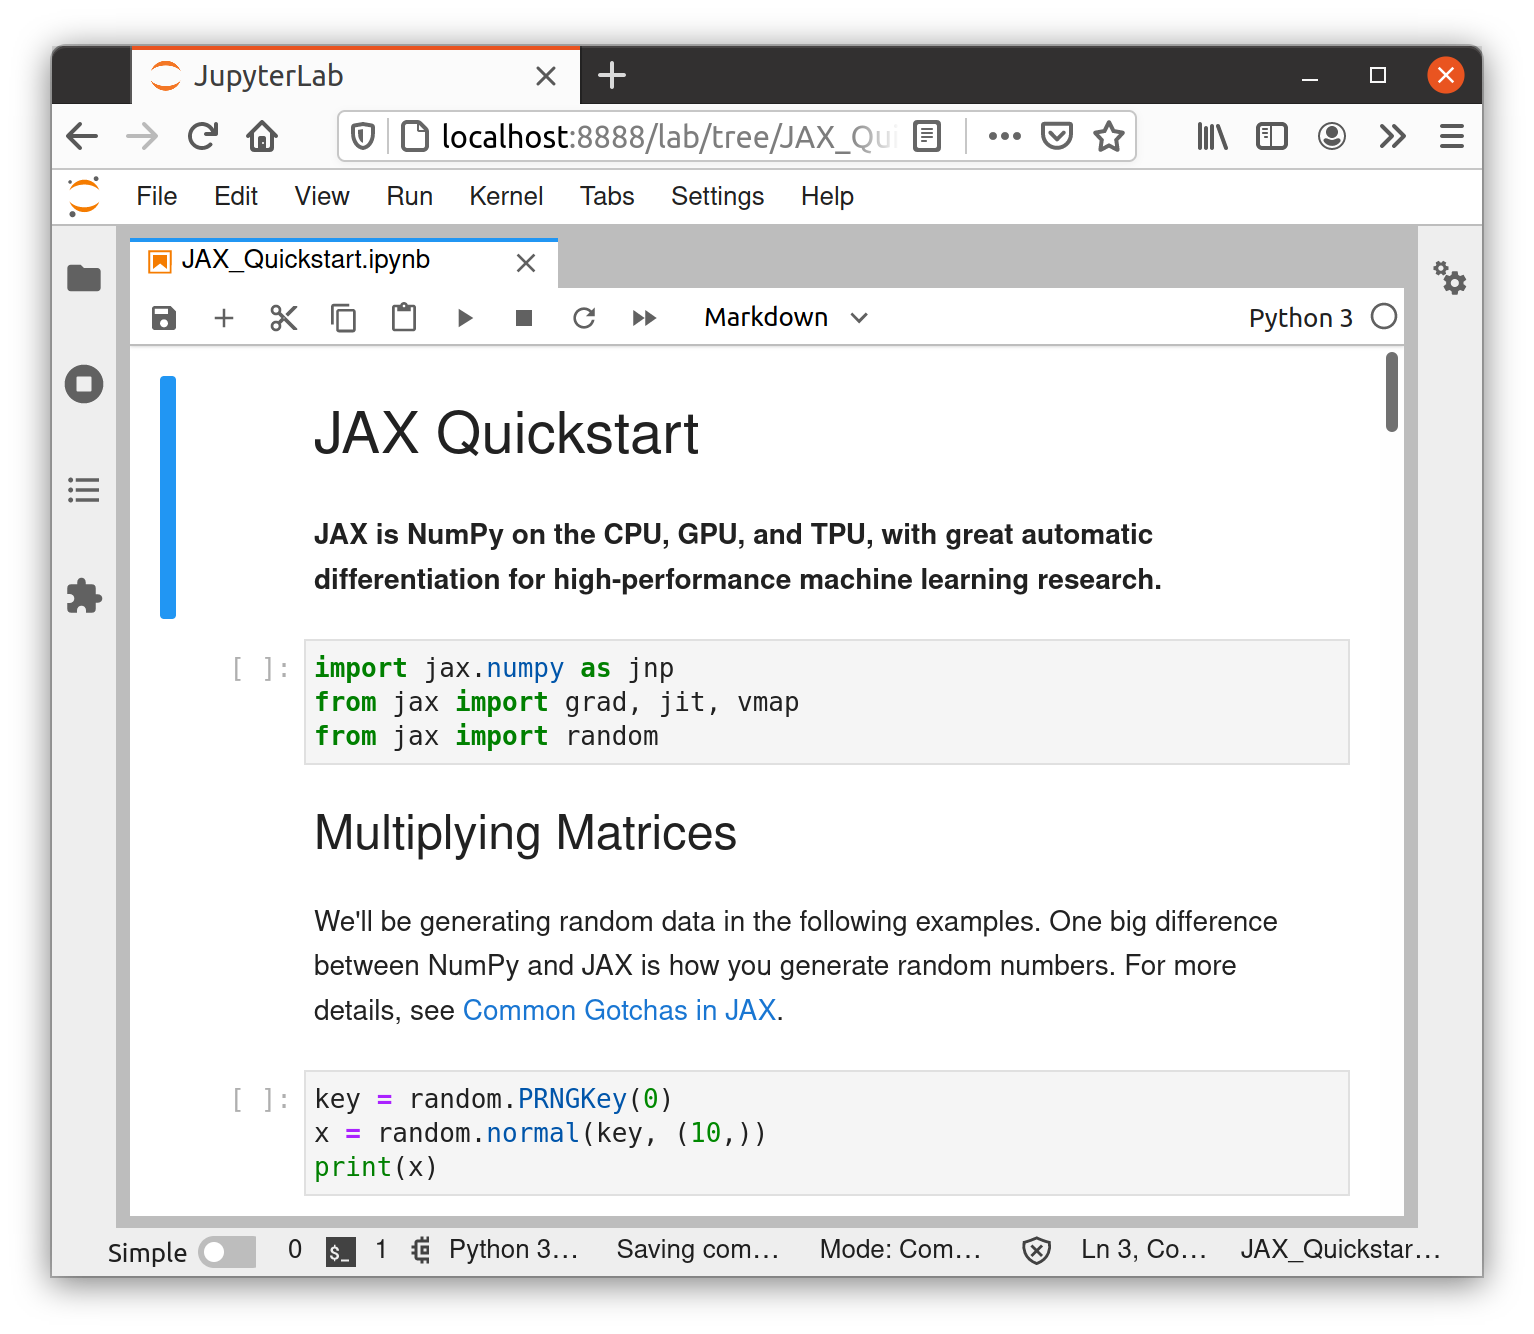 JupyterLab
localhost:8888/lab/tree/JAX_Qui
File Edit View Run Kernel Tabs Settings Help
JAX_Quickstart.ipynb
Markdown Python 3
JAX Quickstart
JAX is NumPy on the CPU, GPU, and TPU, with great automatic
differentiation for high-performance machine learning research.
[ ]: import jax.numpy as jnp
from jax import grad, jit, vmap
from jax import random
Multiplying Matrices
We'll be generating random data in the following examples. One big difference
between NumPy and JAX is how you generate random numbers. For more
details, see Common Gotchas in JAX.
[ ]: key = random.PRNGKey(0)
x = random.normal(key, (10,))
print(x)
Simple 0 $_ 1 Python 3… Saving com… Mode: Com… Ln 3, Co… JAX_Quickstar…